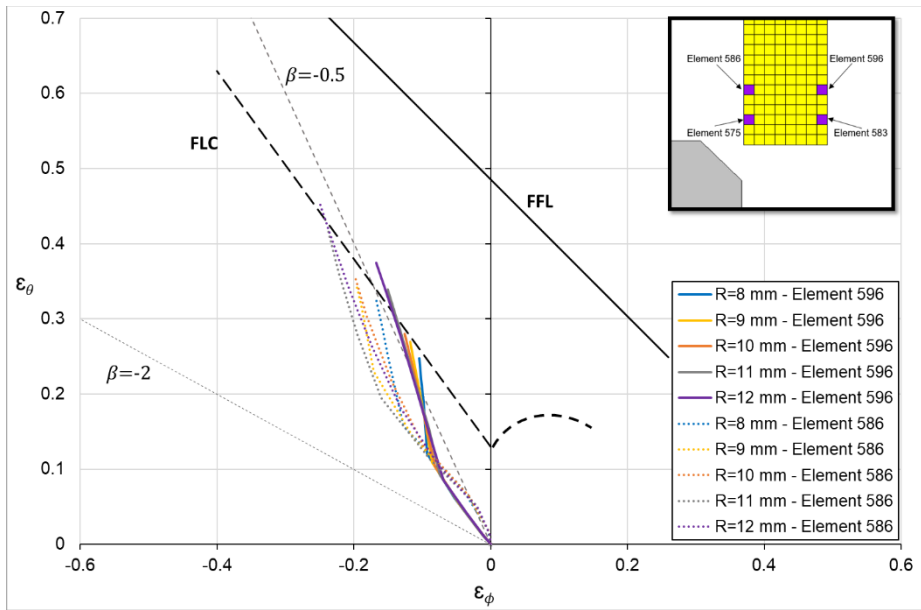 0.7
0.6
0.5
0.4
0.3
0.2
0.1
0
ε_θ
β=-0.5
FLC
FFL
β=-2
-0.6
-0.4
-0.2
0
0.2
0.4
0.6
ε_ϕ
Element 586
Element 596
Element 575
Element 583
R=8 mm - Element 596
R=9 mm - Element 596
R=10 mm - Element 596
R=11 mm - Element 596
R=12 mm - Element 596
R=8 mm - Element 586
R=9 mm - Element 586
R=10 mm - Element 586
R=11 mm - Element 586
R=12 mm - Element 586